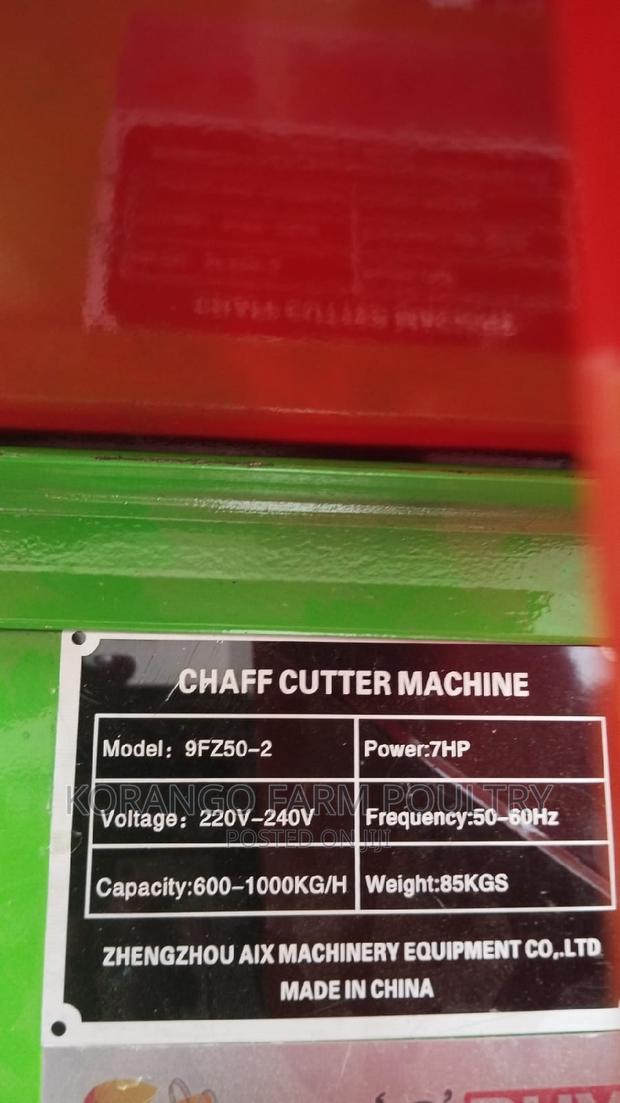 CHAFF CUTTER MACHINE
Model: 9FZ50-2 Power:7HP
KORANGO FARM POULTRY
Voltage: 220V-240V Frequency:50-60Hz
POSTED ON JIJI
Capacity:600-1000KG/H Weight:85KGS
ZHENGZHOU AIX MACHINERY EQUIPMENT CO,.LTD
MADE IN CHINA